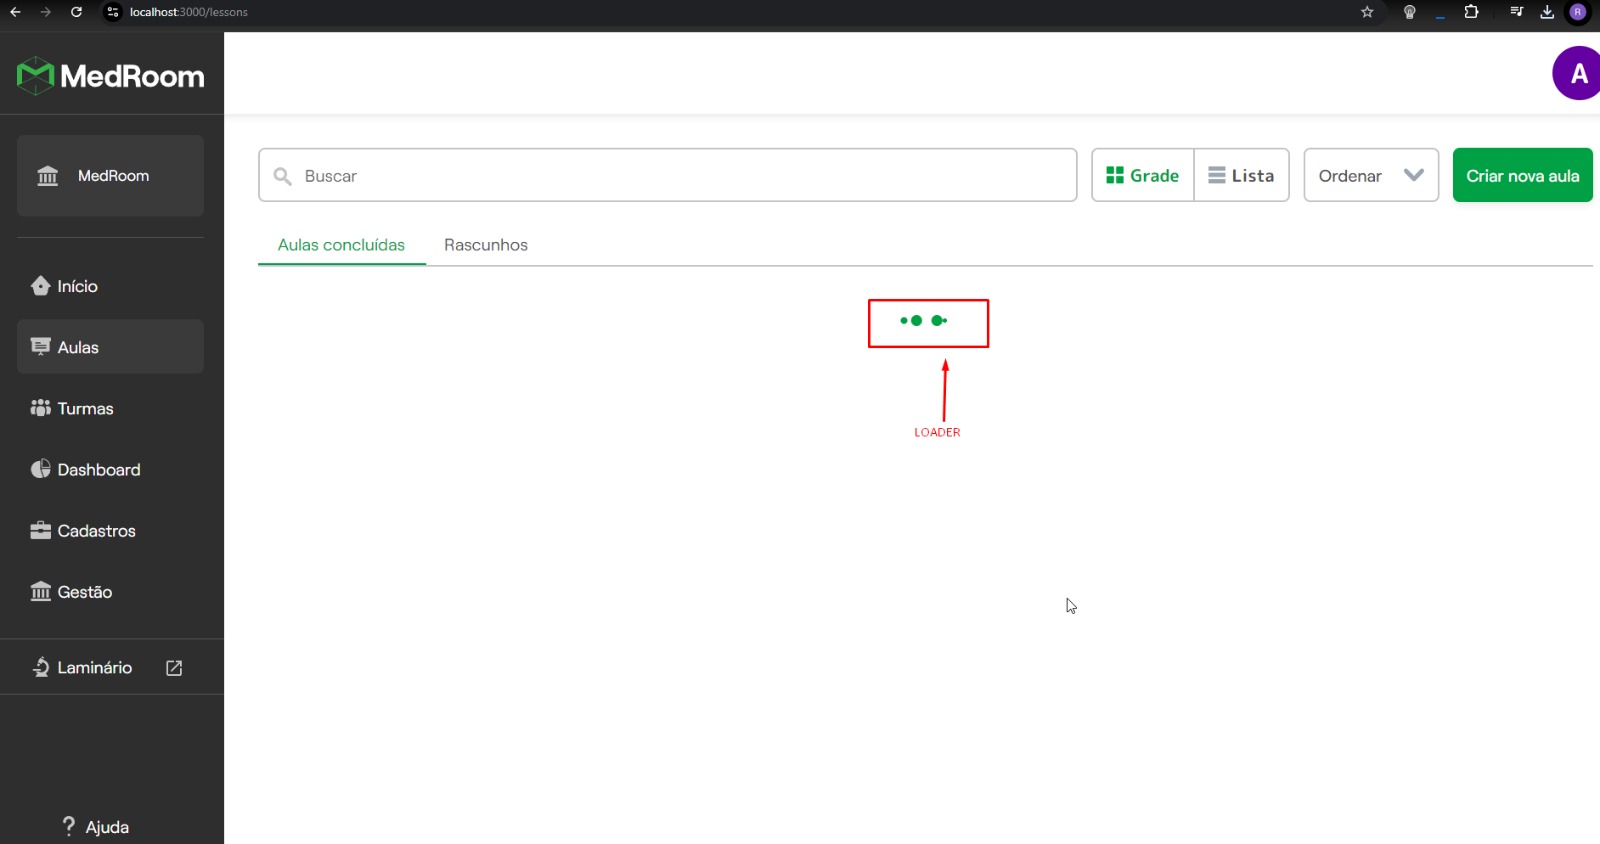 localhost:3000/lessons
R
MedRoom
A
MedRoom
Buscar
Grade
Lista
Ordenar
Criar nova aula
Aulas concluídas
Rascunhos
Início
Aulas
LOADER
Turmas
Dashboard
Cadastros
Gestão
Laminário
? Ajuda